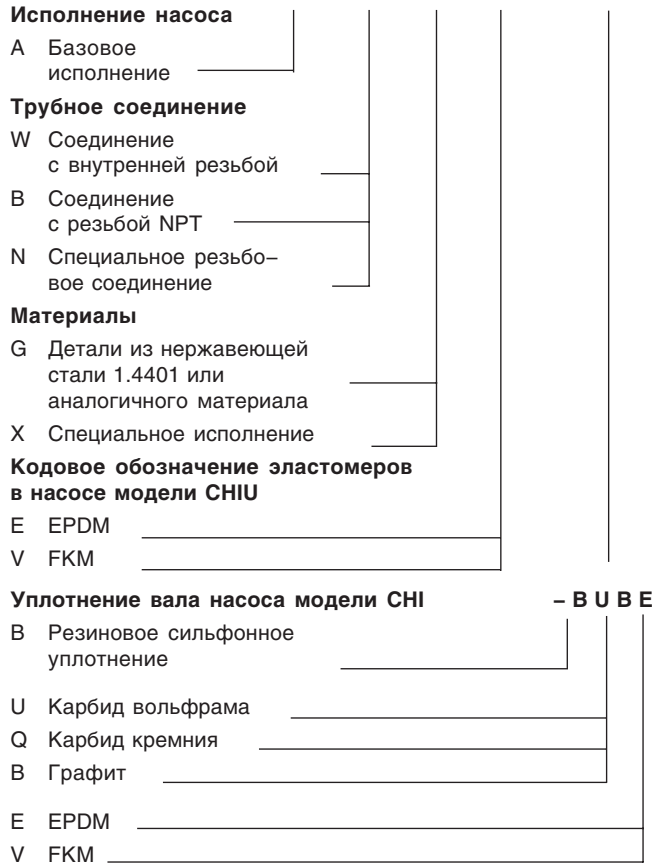 Исполнение насоса
A Базовое
исполнение
Трубное соединение
W Соединение
с внутренней резьбой
B Соединение
с резьбой NPT
N Специальное резьбо–
вое соединение
Материалы
G Детали из нержавеющей
стали 1.4401 или
аналогичного материала
X Специальное исполнение
Кодовое обозначение эластомеров
в насосе модели CHIU
E EPDM
V FKM
Уплотнение вала насоса модели CHI – B U B E
B Резиновое сильфонное
уплотнение
U Карбид вольфрама
Q Карбид кремния
B Графит
E EPDM
V FKM